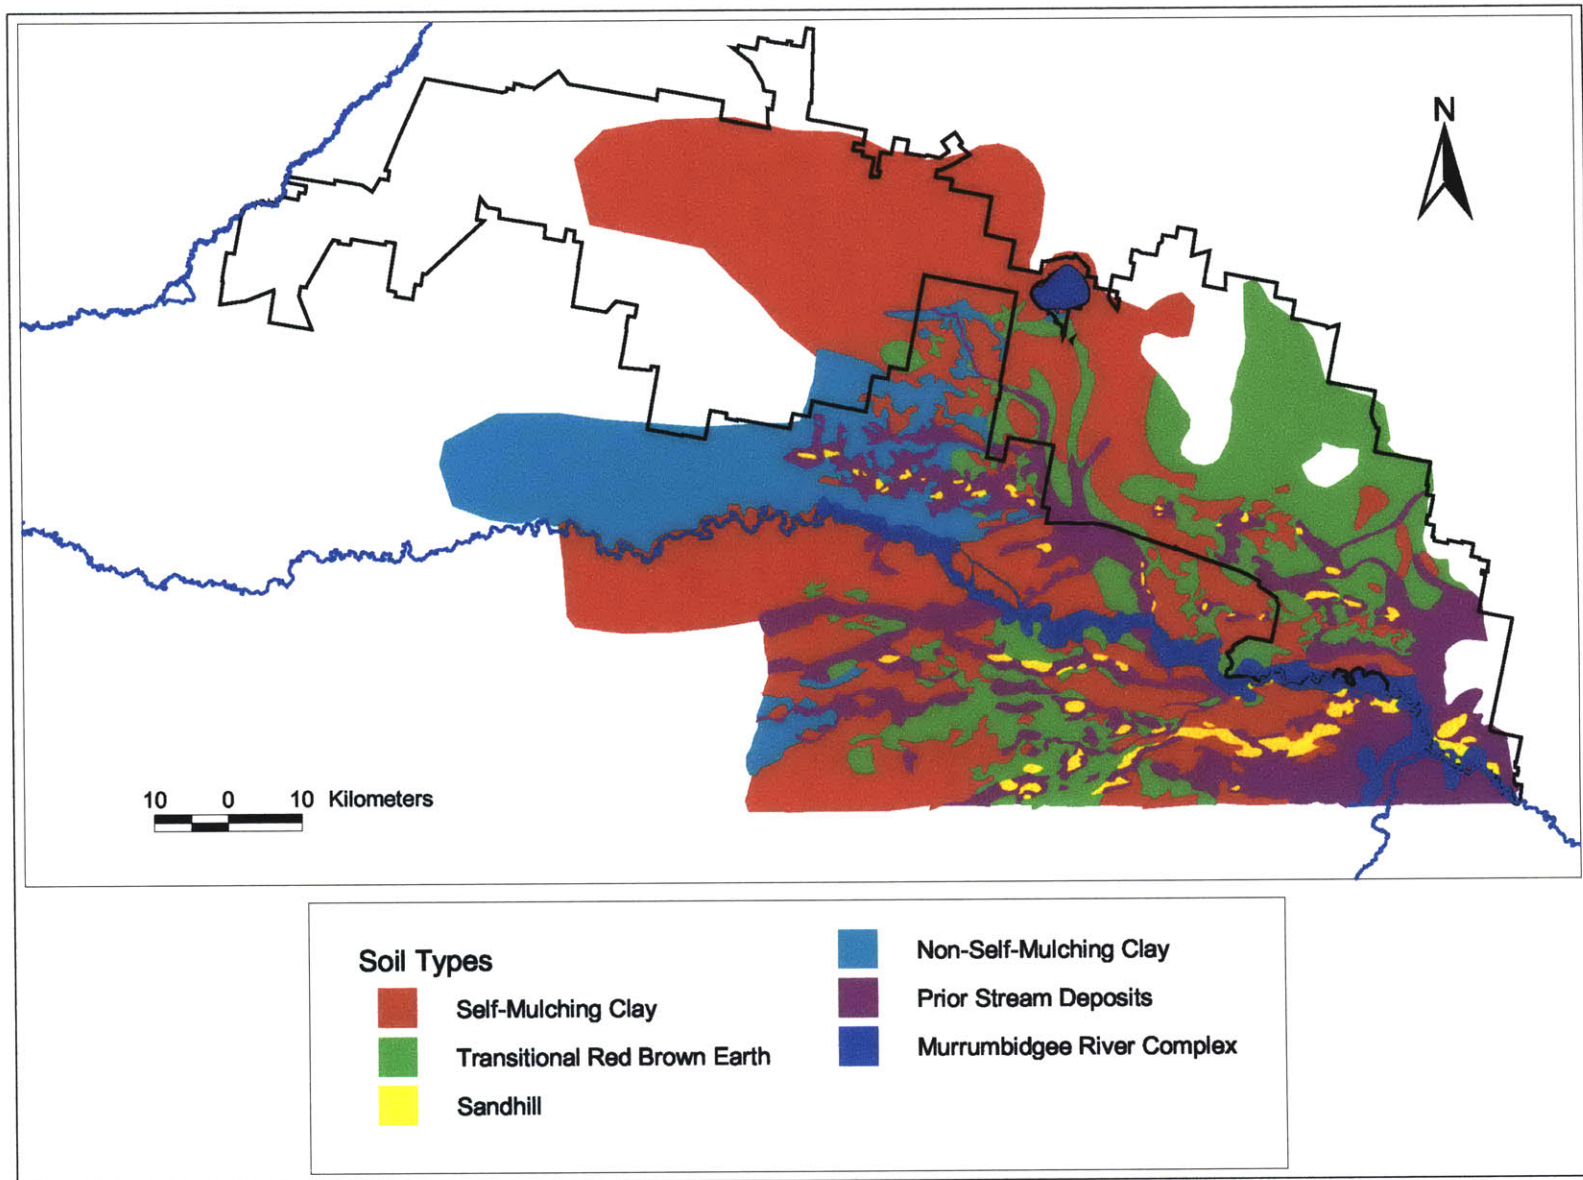 N
10 0 10 Kilometers
Soil Types
Self-Mulching Clay
Transitional Red Brown Earth
Sandhill
Non-Self-Mulching Clay
Prior Stream Deposits
Murrumbidgee River Complex